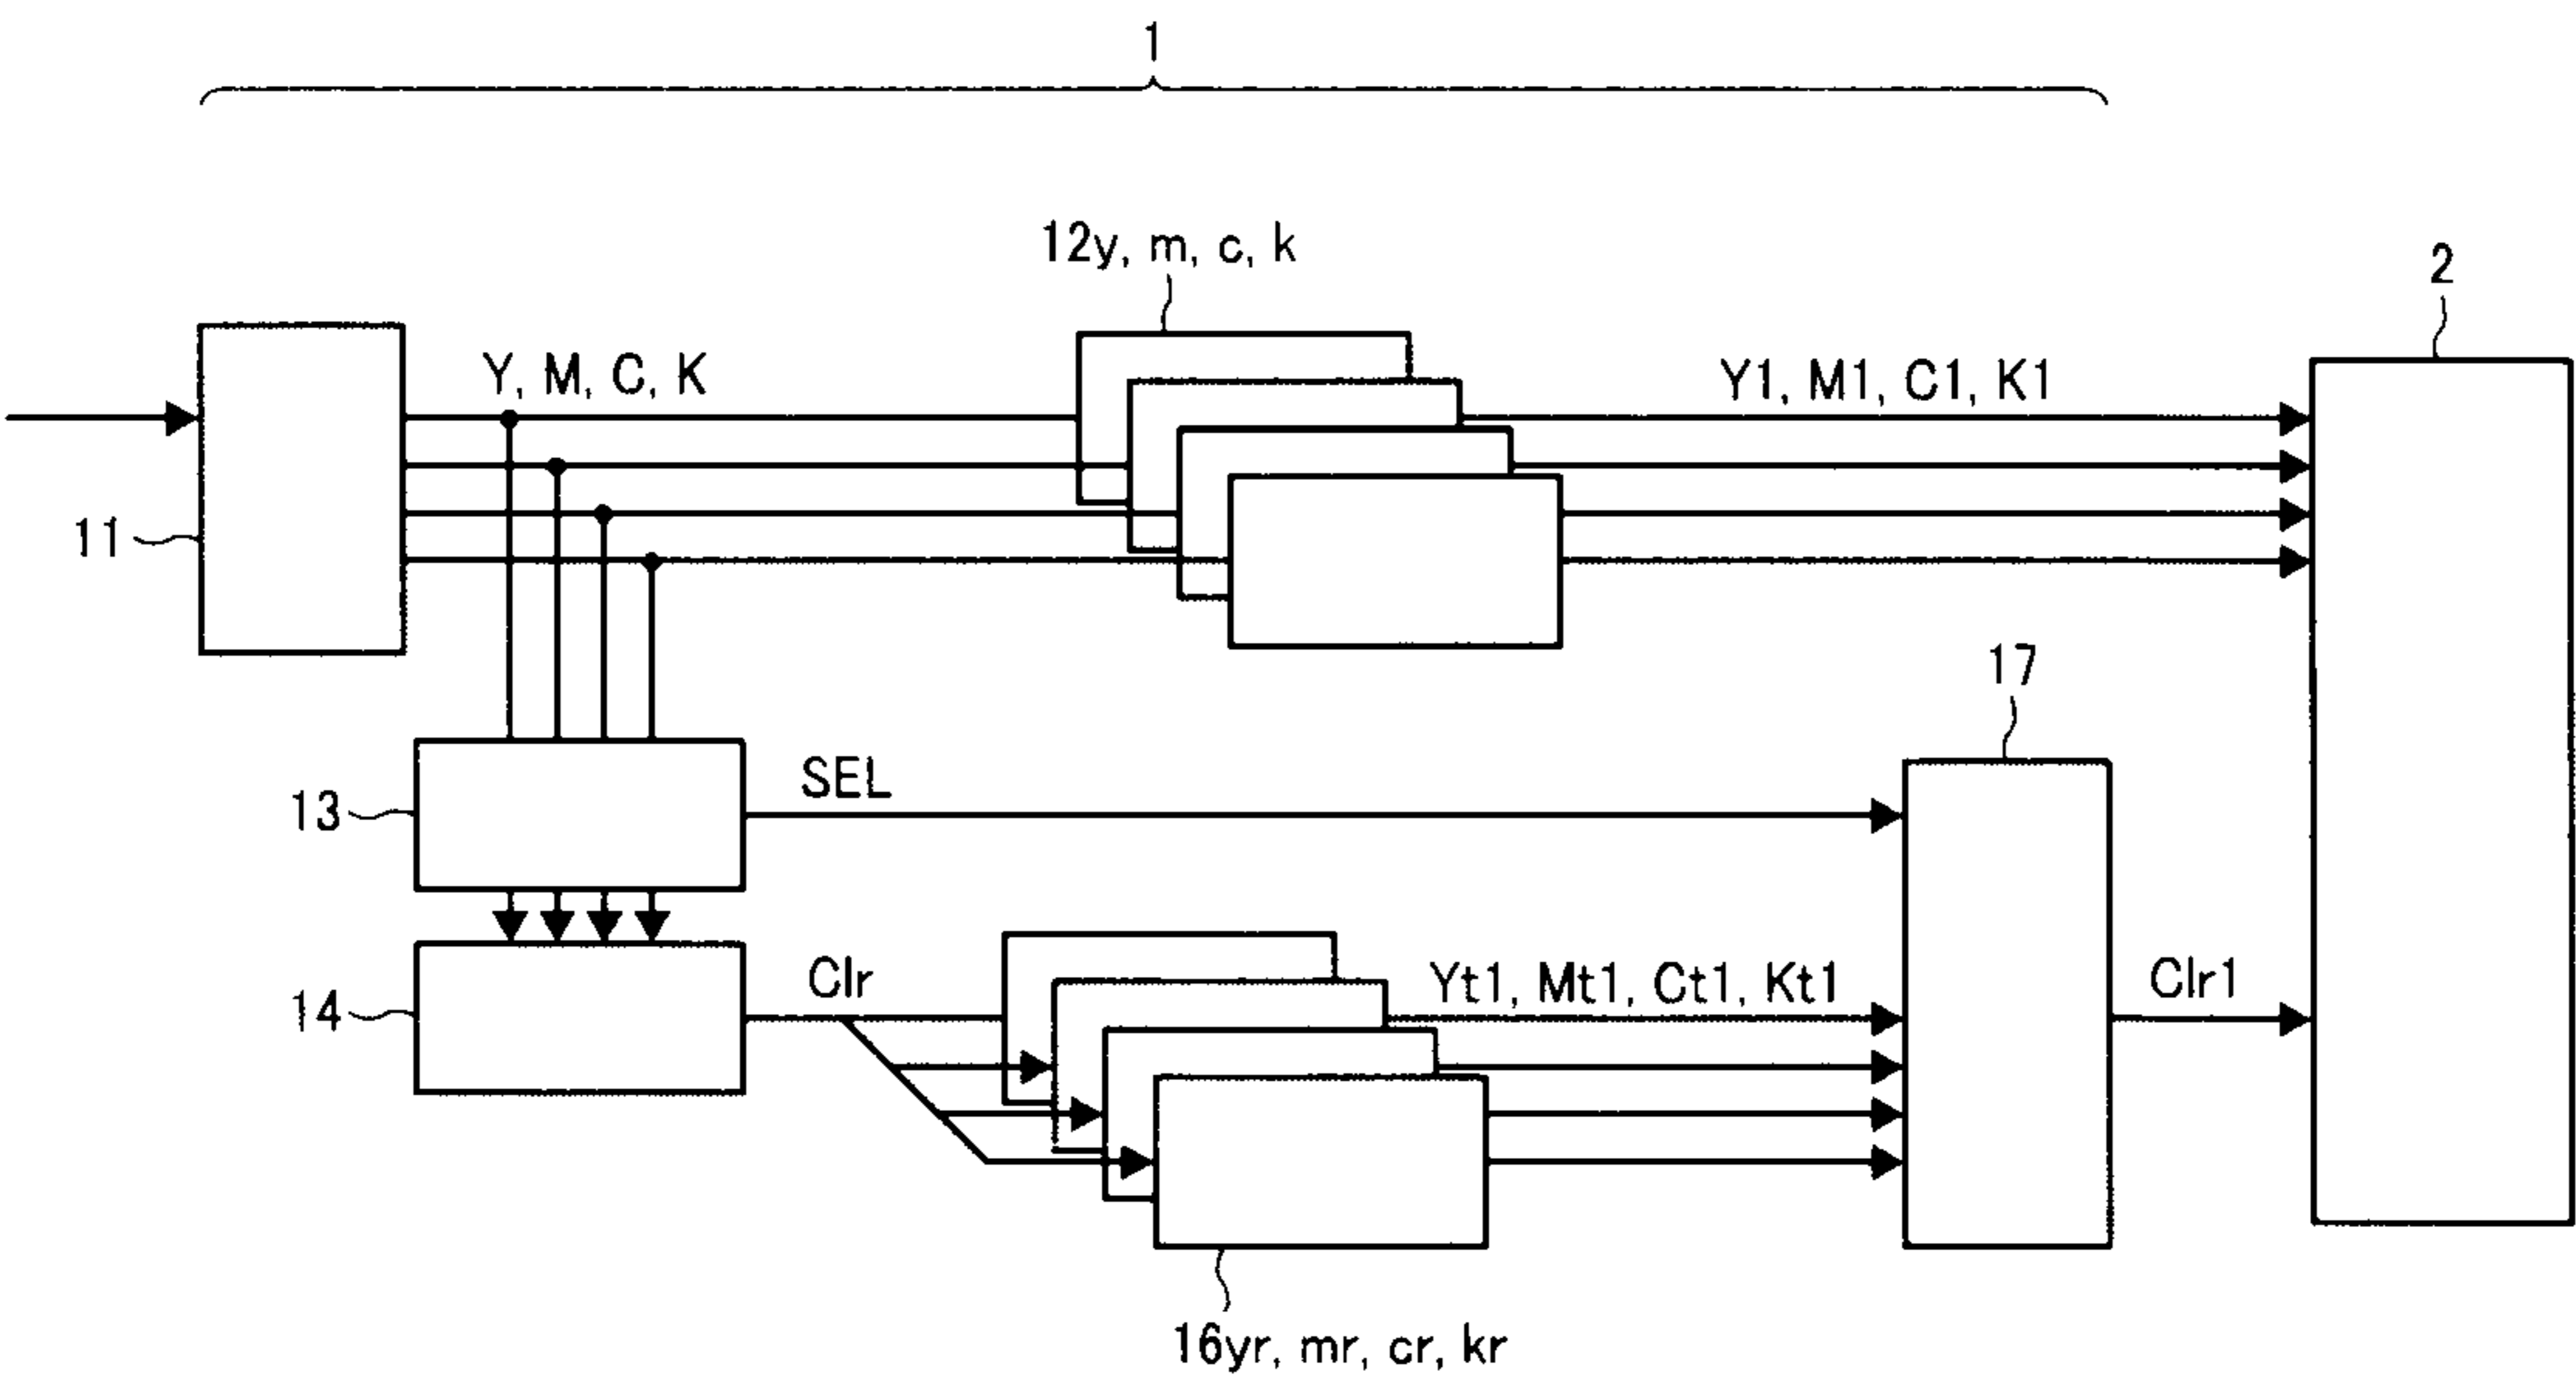 1
12y, m, c, k
2
Y, M, C, K
Y1, M1, C1, K1
11
17
SEL
13
Clr
Yt1, Mt1, Ct1, Kt1
Clr1
14
16yr, mr, cr, kr